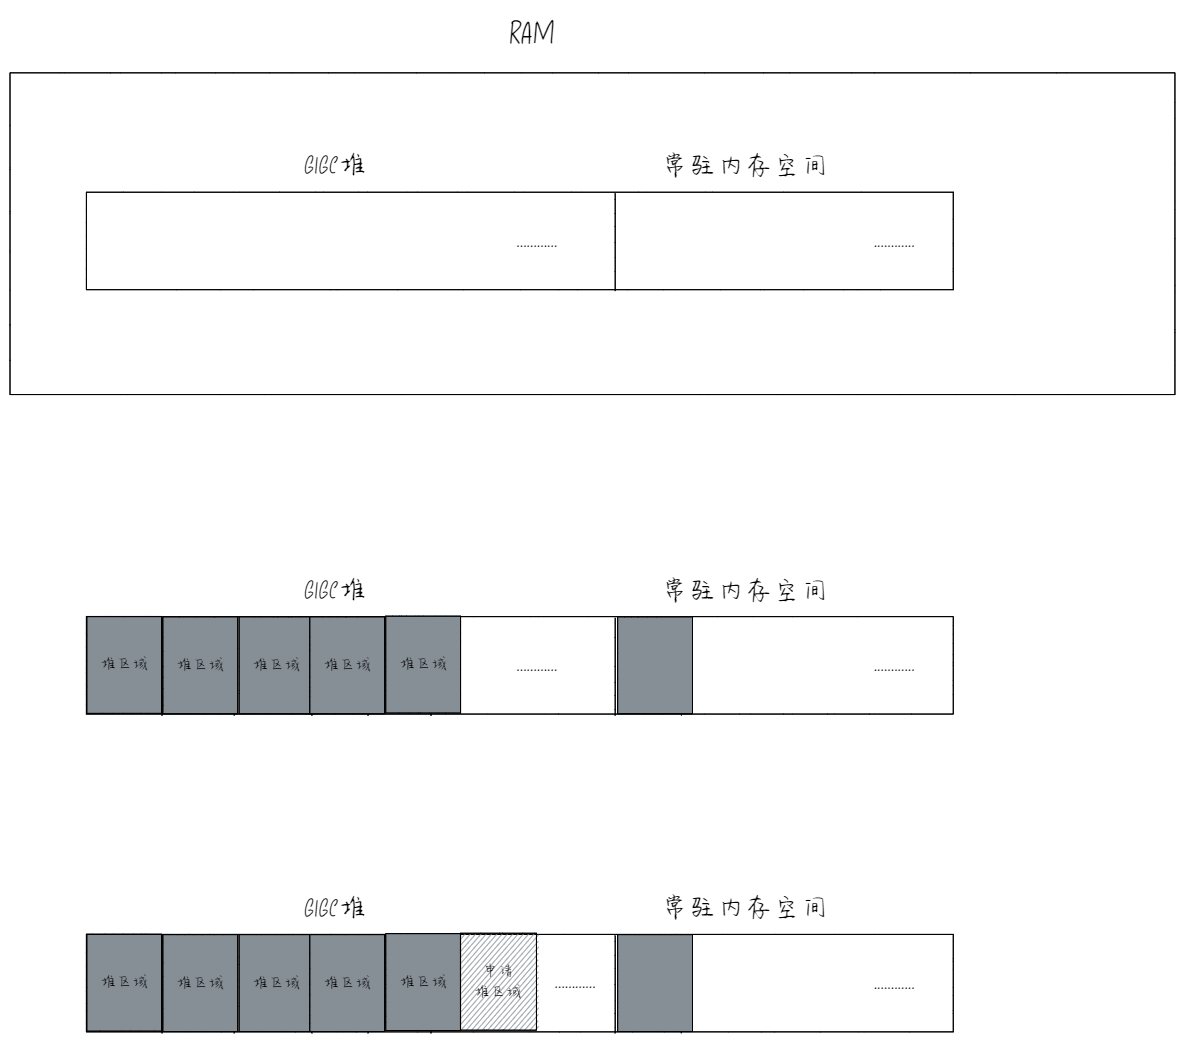 RAM
G1GC堆 常驻内存空间
............ ............
G1GC堆 常驻内存空间
堆区域 堆区域 堆区域 堆区域 堆区域 ............ ............
G1GC堆 常驻内存空间
堆区域 堆区域 堆区域 堆区域 堆区域 申请
堆区域 ............ ............